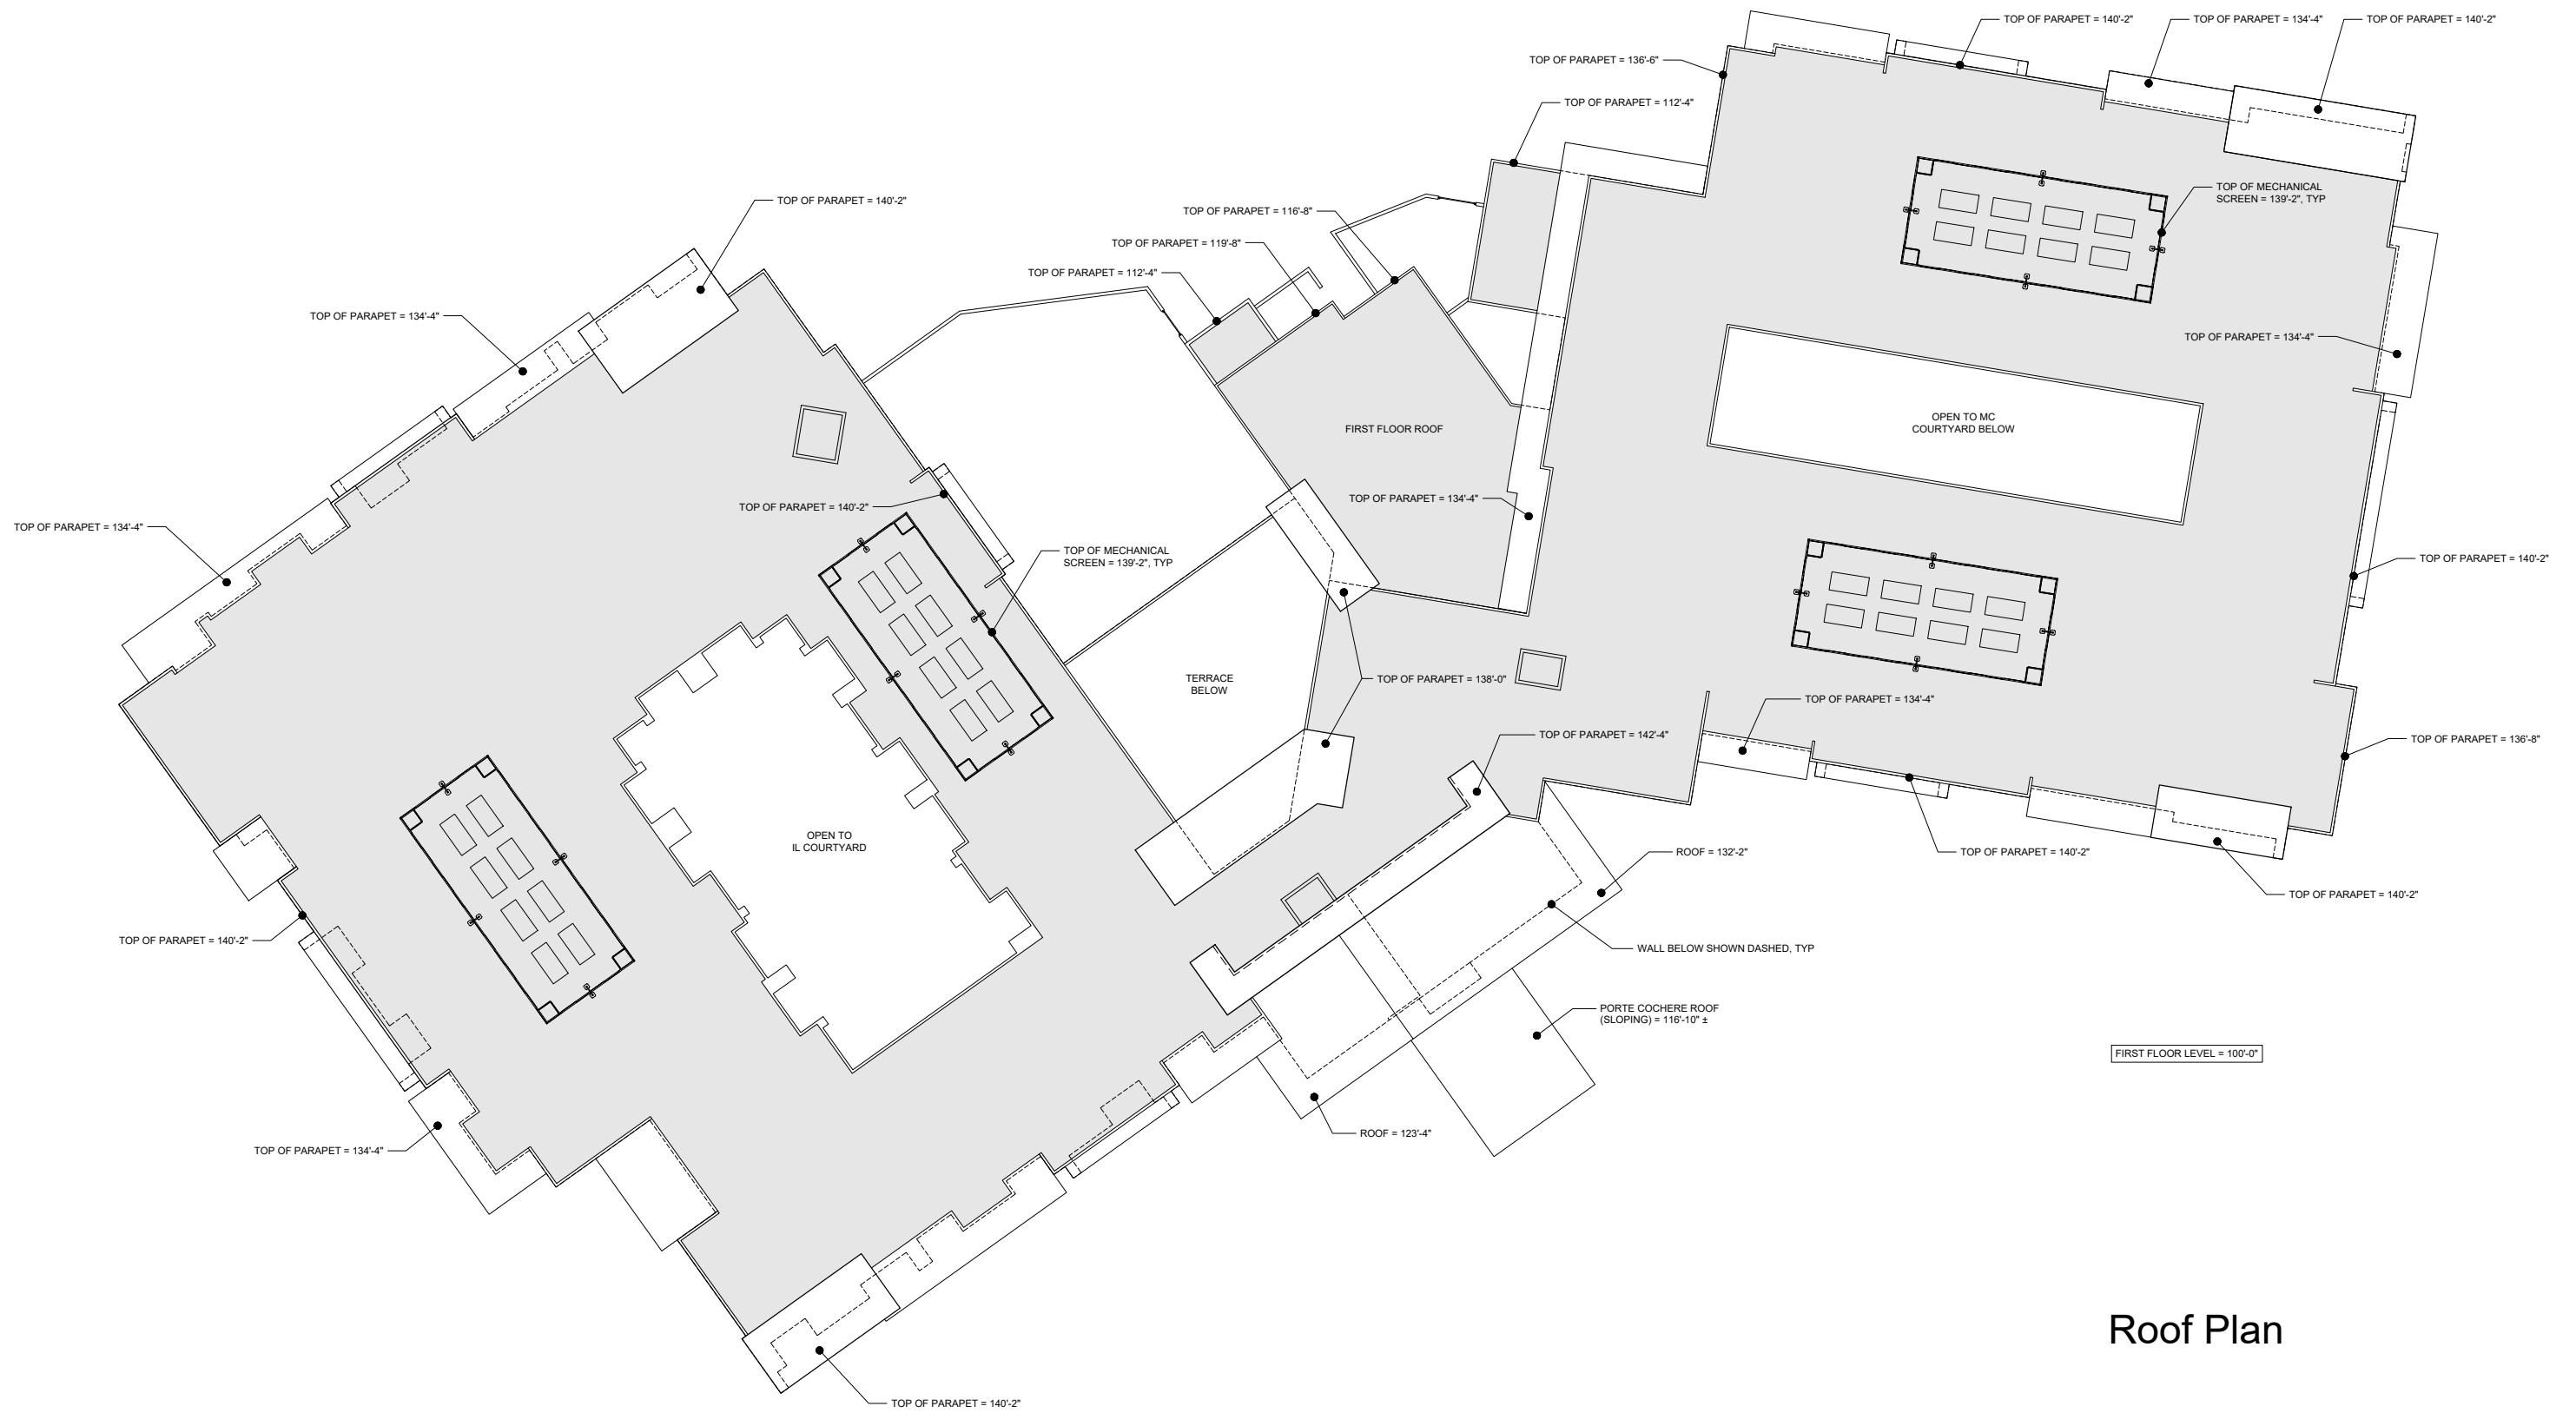 TOP OF PARAPET = 140'-2"
TOP OF PARAPET = 134'-4"
TOP OF PARAPET = 140'-2"
TOP OF PARAPET = 136'-6"
TOP OF PARAPET = 112'-4"
TOP OF MECHANICAL
SCREEN = 139'-2", TYP
TOP OF PARAPET = 140'-2"
TOP OF PARAPET = 116'-8"
TOP OF PARAPET = 119'-8"
TOP OF PARAPET = 112'-4"
TOP OF PARAPET = 134'-4"
TOP OF PARAPET = 134'-4"
OPEN TO MC
COURTYARD BELOW
FIRST FLOOR ROOF
TOP OF PARAPET = 134'-4"
TOP OF PARAPET = 140'-2"
TOP OF PARAPET = 134'-4"
TOP OF MECHANICAL
SCREEN = 139'-2", TYP
TOP OF PARAPET = 140'-2"
TERRACE
BELOW
TOP OF PARAPET = 138'-0"
TOP OF PARAPET = 134'-4"
TOP OF PARAPET = 142'-4"
TOP OF PARAPET = 136'-8"
OPEN TO
IL COURTYARD
ROOF = 132'-2"
TOP OF PARAPET = 140'-2"
TOP OF PARAPET = 140'-2"
TOP OF PARAPET = 140'-2"
WALL BELOW SHOWN DASHED, TYP
PORTE COCHERE ROOF
(SLOPING) = 116'-10" ±
FIRST FLOOR LEVEL = 100'-0"
ROOF = 123'-4"
TOP OF PARAPET = 134'-4"
Roof Plan
TOP OF PARAPET = 140'-2"